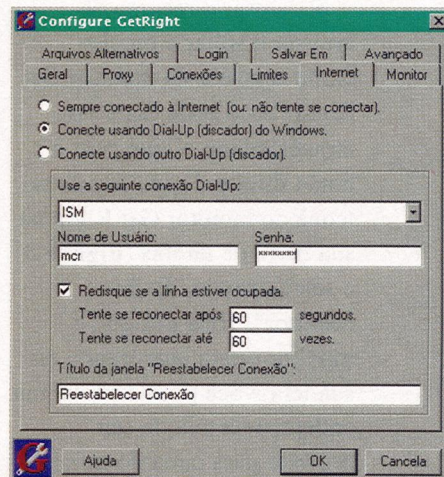 Configure GetRight
Arquivos Alternativos Login Salvar Em Avançado
Geral Proxy Conexões Limites Internet Monitor
Sempre conectado à Internet (ou: não tente se conectar).
Conecte usando Dial-Up (discador) do Windows.
Conecte usando outro Dial-Up (discador).
Use a seguinte conexão Dial-Up:
ISM
Nome de Usuário: Senha:
mcr xxxxxxxx
Redisque se a linha estiver ocupada.
Tente se reconectar após 60 segundos.
Tente se reconectar até 60 vezes.
Título da janela "Reestabelecer Conexão":
Reestabelecer Conexão
Ajuda OK Cancela